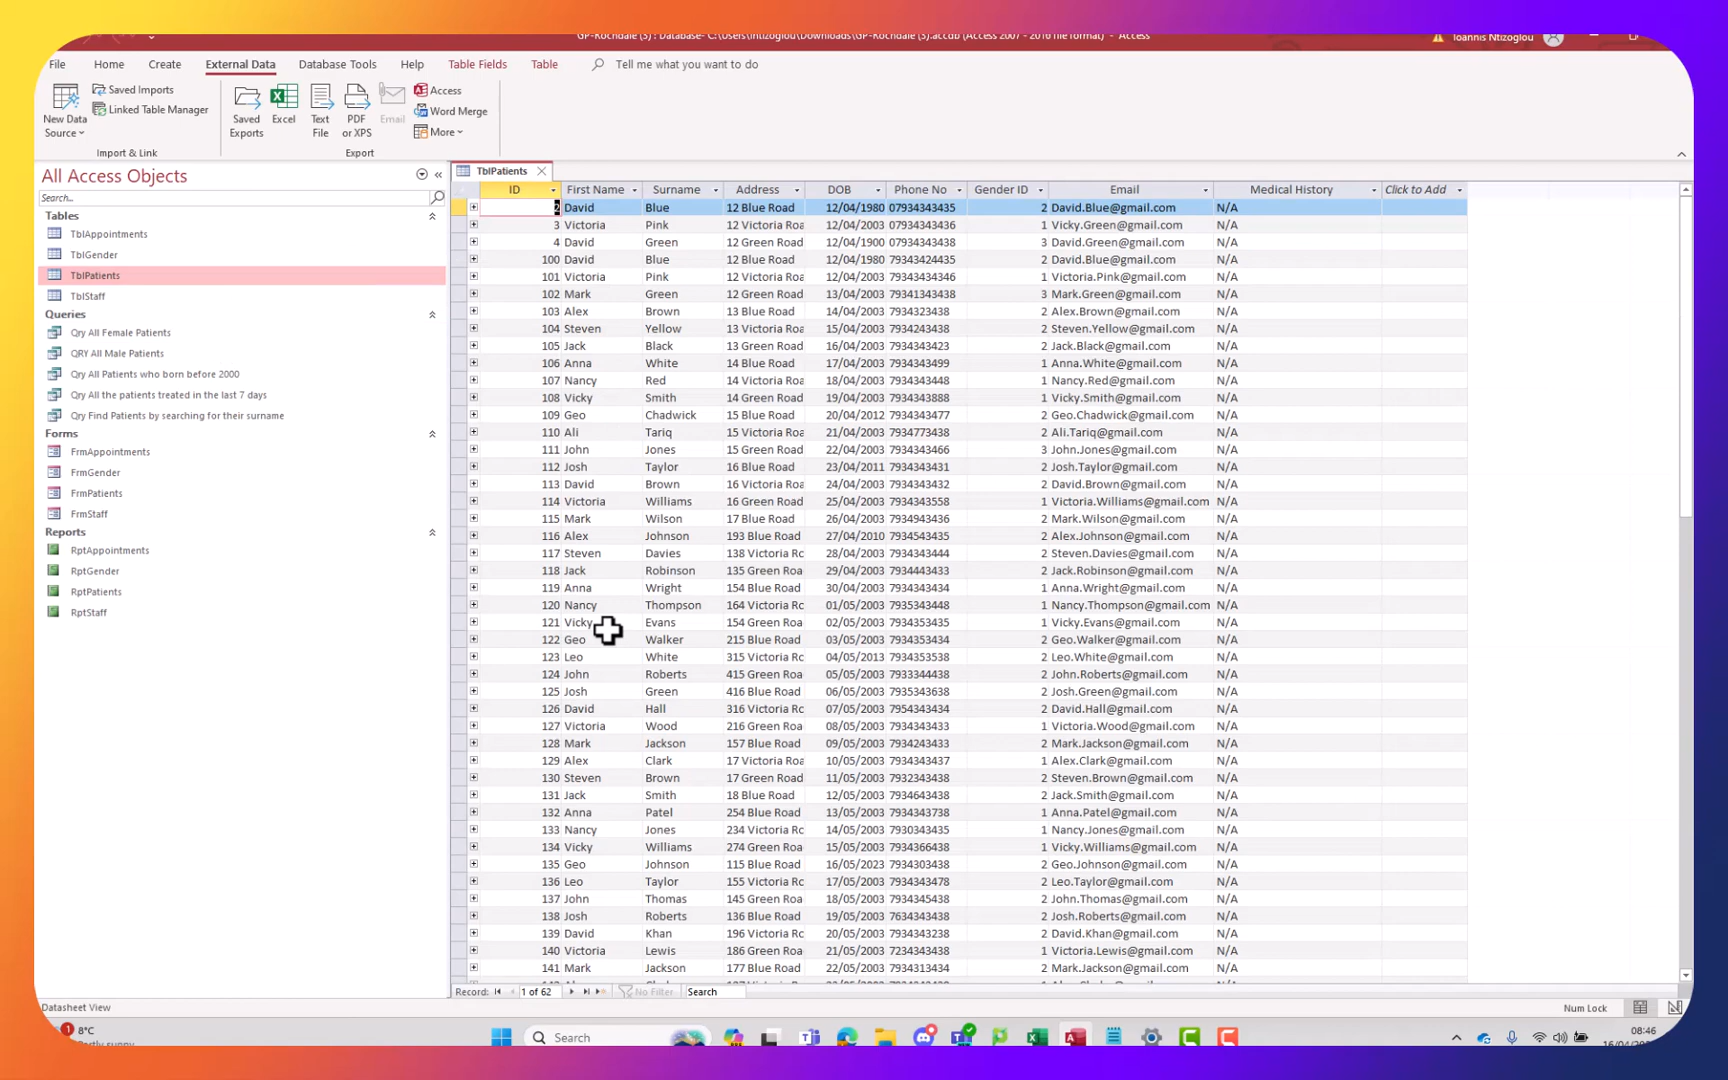 GP-Rochdale (S) : Database- C:\Users\Intizoglou\Downloads\GP-Rochdale (S).accdb (Access 2007 - 2016 file format) - Access
Ioannis Ntizoglou
File Home Create External Data Database Tools Help Table Fields Table Tell me what you want to do
New Data Source
Saved Imports
Linked Table Manager
Import & Link
Saved Exports
Excel
Text File
PDF or XPS
Email
Access
Word Merge
More
Export
All Access Objects
Search...
Tables
TblAppointments
TblGender
TblPatients
TblStaff
Queries
Qry All Female Patients
QRY All Male Patients
Qry All Patients who born before 2000
Qry All the patients treated in the last 7 days
Qry Find Patients by searching for their surname
Forms
FrmAppointments
FrmGender
FrmPatients
FrmStaff
Reports
RptAppointments
RptGender
RptPatients
RptStaff
TblPatients
ID First Name Surname Address DOB Phone No Gender ID Email Medical History Click to Add
2 David Blue 12 Blue Road 12/04/1980 07934343435 2 David.Blue@gmail.com N/A
3 Victoria Pink 12 Victoria Roa 12/04/2003 07934343436 1 Vicky.Green@gmail.com N/A
4 David Green 12 Green Road 12/04/1900 07934343438 3 David.Green@gmail.com N/A
100 David Blue 12 Blue Road 12/04/1980 7934342435 2 David.Blue@gmail.com N/A
101 Victoria Pink 12 Victoria Roa 12/04/2003 7934434346 1 Victoria.Pink@gmail.com N/A
102 Mark Green 12 Green Road 13/04/2003 7934134343​8 3 Mark.Green@gmail.com N/A
103 Alex Brown 13 Blue Road 14/04/2003 7934323438 2 Alex.Brown@gmail.com N/A
104 Steven Yellow 13 Victoria Roa 15/04/2003 7934243438 2 Steven.Yellow@gmail.com N/A
105 Jack Black 13 Green Road 16/04/2003 7934343423 2 Jack.Black@gmail.com N/A
106 Anna White 14 Blue Road 17/04/2003 7934343499 1 Anna.White@gmail.com N/A
107 Nancy Red 14 Victoria Roa 18/04/2003 7934343448 1 Nancy.Red@gmail.com N/A
108 Vicky Smith 14 Green Road 19/04/2003 7934343888 1 Vicky.Smith@gmail.com N/A
109 Geo Chadwick 15 Blue Road 20/04/2012 7934343477 2 Geo.Chadwick@gmail.com N/A
110 Ali Tariq 15 Victoria Roa 21/04/2003 7934773438 2 Ali.Tariq@gmail.com N/A
111 John Jones 15 Green Road 22/04/2003 7934343466 3 John.Jones@gmail.com N/A
112 Josh Taylor 16 Blue Road 23/04/2011 7934343431 2 Josh.Taylor@gmail.com N/A
113 David Brown 16 Victoria Roa 24/04/2003 7934343432 2 David.Brown@gmail.com N/A
114 Victoria Williams 16 Green Road 25/04/2003 7934343558 1 Victoria.Williams@gmail.com N/A
115 Mark Wilson 17 Blue Road 26/04/2003 7934943436 2 Mark.Wilson@gmail.com N/A
116 Alex Johnson 193 Blue Road 27/04/2010 7934543435 2 Alex.Johnson@gmail.com N/A
117 Steven Davies 138 Victoria Rc 28/04/2003 7934343444 2 Steven.Davies@gmail.com N/A
118 Jack Robinson 135 Green Roa 29/04/2003 7934443433 2 Jack.Robinson@gmail.com N/A
119 Anna Wright 154 Blue Road 30/04/2003 7934343434 1 Anna.Wright@gmail.com N/A
120 Nancy Thompson 164 Victoria Rc 01/05/2003 7935343448 1 Nancy.Thompson@gmail.com N/A
121 Vicky Evans 154 Green Roa 02/05/2003 7934353435 1 Vicky.Evans@gmail.com N/A
122 Geo Walker 215 Blue Road 03/05/2003 7934353434 2 Geo.Walker@gmail.com N/A
123 Leo White 315 Victoria Rc 04/05/2013 7934353538 2 Leo.White@gmail.com N/A
124 John Roberts 415 Green Roa 05/05/2003 7933344438 2 John.Roberts@gmail.com N/A
125 Josh Green 416 Blue Road 06/05/2003 7935343638 2 Josh.Green@gmail.com N/A
126 David Hall 316 Victoria Rc 07/05/2003 7954343434 2 David.Hall@gmail.com N/A
127 Victoria Wood 216 Green Roa 08/05/2003 7934343433 1 Victoria.Wood@gmail.com N/A
128 Mark Jackson 157 Blue Road 09/05/2003 7934243433 2 Mark.Jackson@gmail.com N/A
129 Alex Clark 17 Victoria Roa 10/05/2003 7934343437 1 Alex.Clark@gmail.com N/A
130 Steven Brown 17 Green Road 11/05/2003 7932343438 2 Steven.Brown@gmail.com N/A
131 Jack Smith 18 Blue Road 12/05/2003 7934643438 2 Jack.Smith@gmail.com N/A
132 Anna Patel 254 Blue Road 13/05/2003 7934343738 1 Anna.Patel@gmail.com N/A
133 Nancy Jones 234 Victoria Rc 14/05/2003 7930343435 1 Nancy.Jones@gmail.com N/A
134 Vicky Williams 274 Green Roa 15/05/2003 7934366438 1 Vicky.Williams@gmail.com N/A
135 Geo Johnson 115 Blue Road 16/05/2023 7934303438 2 Geo.Johnson@gmail.com N/A
136 Leo Taylor 155 Victoria Rc 17/05/2003 7934343478 2 Leo.Taylor@gmail.com N/A
137 John Thomas 145 Green Roa 18/05/2003 7934345438 2 John.Thomas@gmail.com N/A
138 Josh Roberts 136 Blue Road 19/05/2003 7634343438 2 Josh.Roberts@gmail.com N/A
139 David Khan 196 Victoria Rc 20/05/2003 7934343238 2 David.Khan@gmail.com N/A
140 Victoria Lewis 186 Green Roa 21/05/2003 7234343438 1 Victoria.Lewis@gmail.com N/A
141 Mark Jackson 177 Blue Road 22/05/2003 7934313434 2 Mark.Jackson@gmail.com N/A
Record: 1 of 62 No Filter Search
Datasheet View
Num Lock
1
8°C
Search
08:46